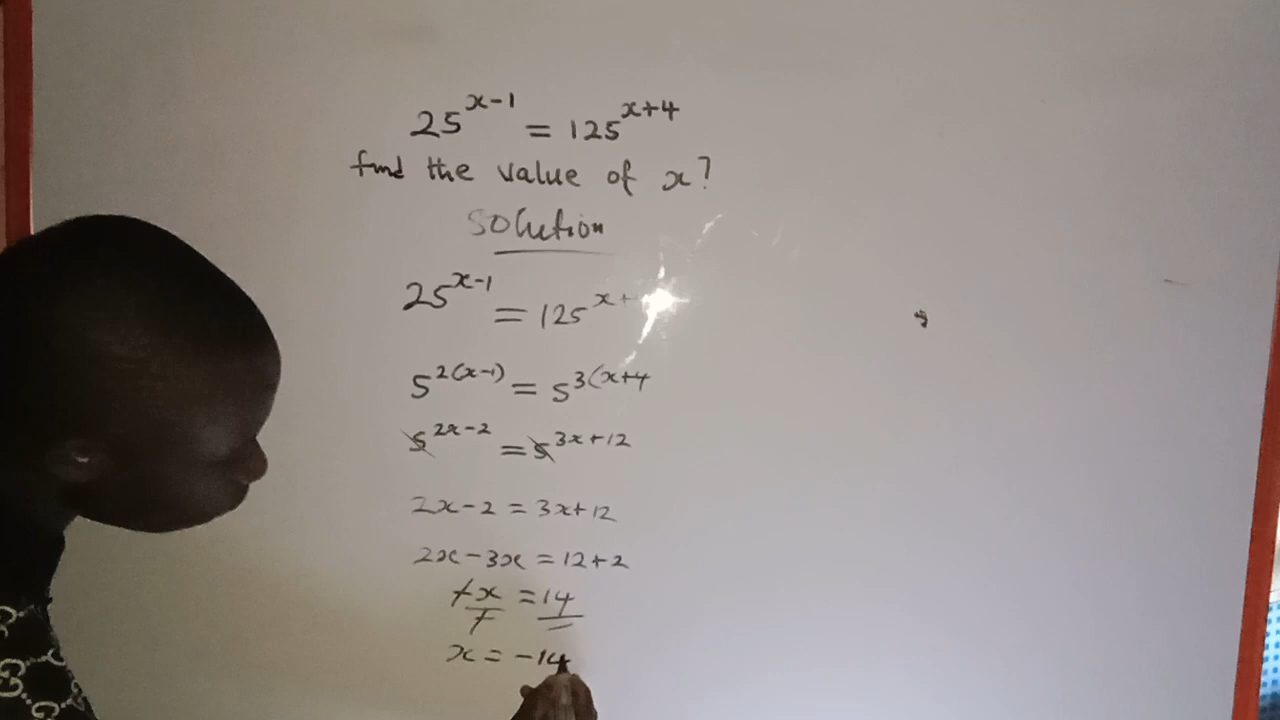 25^(x-1) = 125^(x+4)
find the value of x?
Solution
25^(x-1) = 125^(x+
5^(2(x-1)) = 5^(3(x+4
5^(2x-2) = 5^(3x+12)
2x-2 = 3x+12
2x-3x = 12+2
-x = 14
x = -14